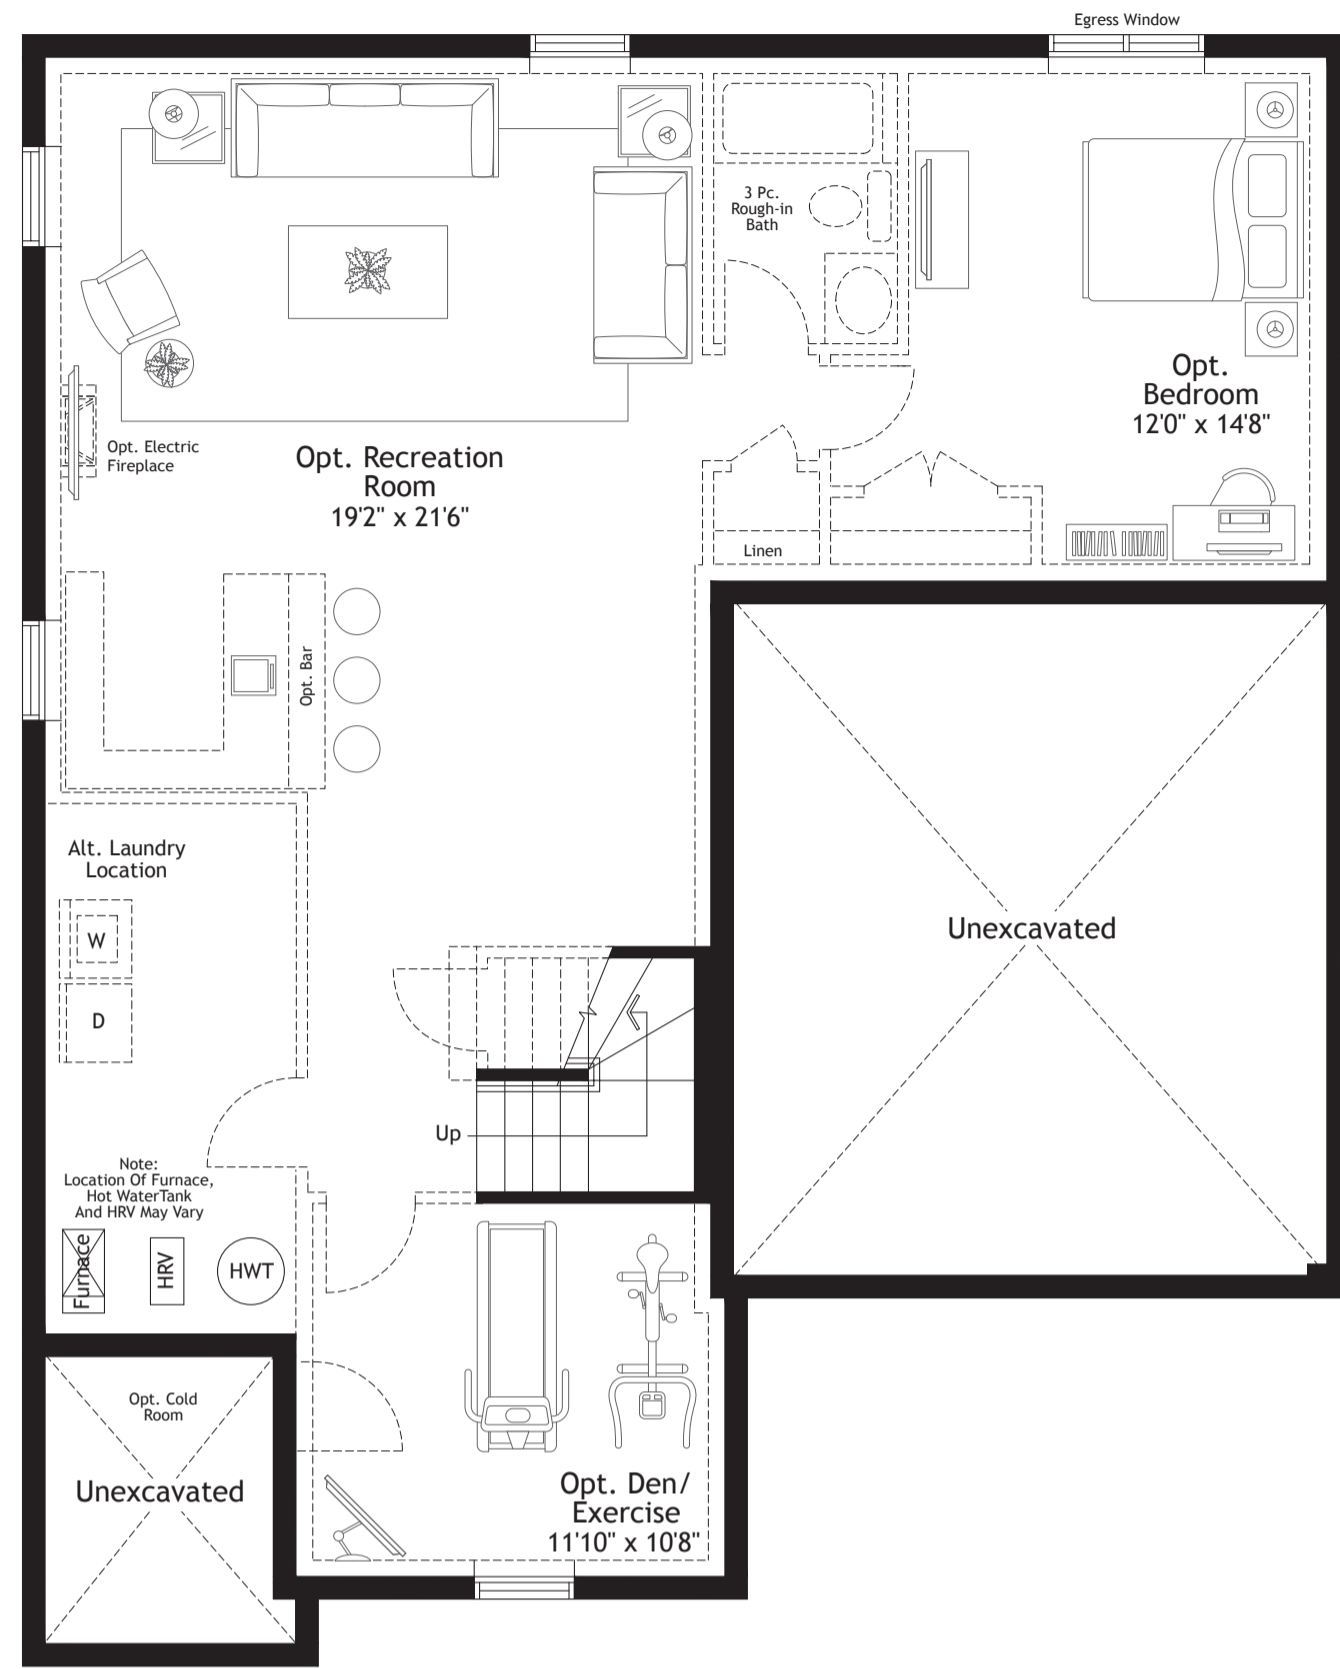 Egress Window
3 Pc.
Rough-in
Bath
Opt.
Bedroom
12'0" x 14'8"
Opt. Electric
Fireplace
Opt. Recreation
Room
19'2" x 21'6"
Linen
Opt. Bar
Alt. Laundry
Location
W
D
Unexcavated
Up
Note:
Location Of Furnace,
Hot WaterTank
And HRV May Vary
Furnace
HRV
HWT
Opt. Cold
Room
Unexcavated
Opt. Den/
Exercise
11'10" x 10'8"